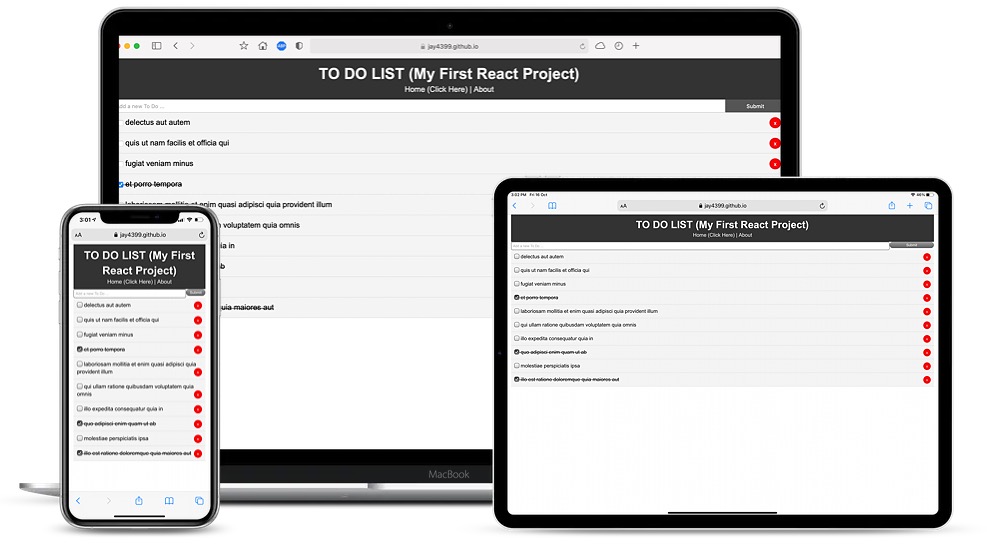 jay4399.github.io
TO DO LIST (My First React Project)
Home (Click Here) | About
dd a new To Do ...
Submit
delectus aut autem
x
quis ut nam facilis et officia qui
x
fugiat veniam minus
x
et porro tempora
laboriosam mollitia et enim quasi adipisci quia provident illum
voluptatem quia omnis
ia in
ab
uia maiores aut
MacBook
3:01
AA jay4399.github.io
TO DO LIST (My First
React Project)
Home (Click Here) | About
Add a new To Do ...
Submit
delectus aut autem
quis ut nam facilis et officia qui
fugiat veniam minus
et porro tempora
laboriosam mollitia et enim quasi adipisci quia
provident illum
qui ullam ratione quibusdam voluptatem quia
omnis
illo expedita consequatur quia in
quo adipisci enim quam ut ab
molestiae perspiciatis ipsa
illo est ratione doloremque quia maiores aut
3:02 PM Fri 16 Oct
46%
AA jay4399.github.io
TO DO LIST (My First React Project)
Home (Click Here) | About
Add a new To Do ...
Submit
delectus aut autem
quis ut nam facilis et officia qui
fugiat veniam minus
et porro tempora
laboriosam mollitia et enim quasi adipisci quia provident illum
qui ullam ratione quibusdam voluptatem quia omnis
illo expedita consequatur quia in
quo adipisci enim quam ut ab
molestiae perspiciatis ipsa
illo est ratione doloremque quia maiores aut